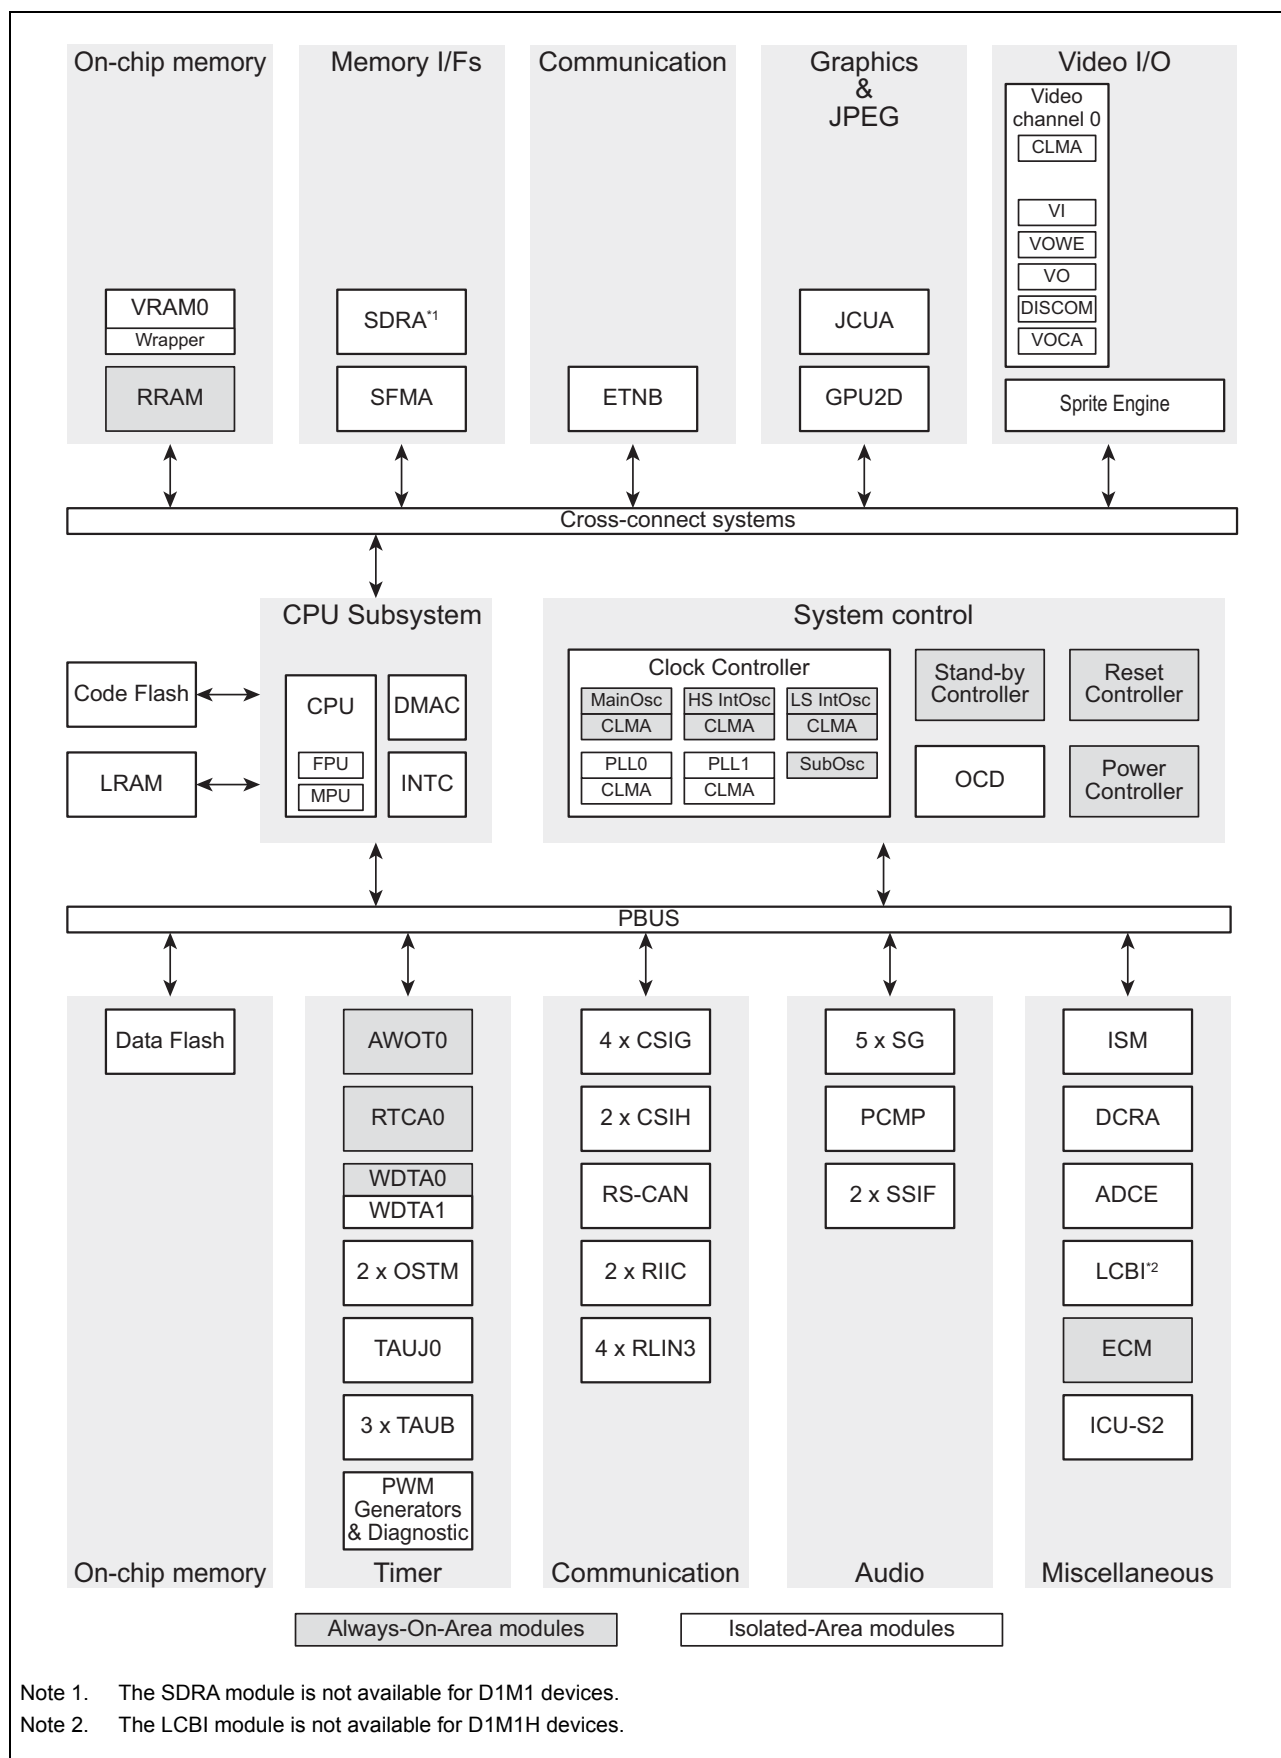 On-chip memory
Memory I/Fs
Communication
Graphics
&
JPEG
Video I/O
Video
channel 0
CLMA
VI
VOWE
VO
DISCOM
VOCA
VRAM0
Wrapper
RRAM
SDRA*1
SFMA
ETNB
JCUA
GPU2D
Sprite Engine
Cross-connect systems
CPU Subsystem
System control
Code Flash
LRAM
CPU
FPU
MPU
DMAC
INTC
Clock Controller
MainOsc
CLMA
HS IntOsc
CLMA
LS IntOsc
CLMA
PLL0
CLMA
PLL1
CLMA
SubOsc
Stand-by
Controller
Reset
Controller
OCD
Power
Controller
PBUS
Data Flash
AWOT0
RTCA0
WDTA0
WDTA1
2 x OSTM
TAUJ0
3 x TAUB
PWM
Generators
& Diagnostic
4 x CSIG
2 x CSIH
RS-CAN
2 x RIIC
4 x RLIN3
5 x SG
PCMP
2 x SSIF
ISM
DCRA
ADCE
LCBI*2
ECM
ICU-S2
On-chip memory
Timer
Communication
Audio
Miscellaneous
Always-On-Area modules
Isolated-Area modules
Note 1. The SDRA module is not available for D1M1 devices.
Note 2. The LCBI module is not available for D1M1H devices.